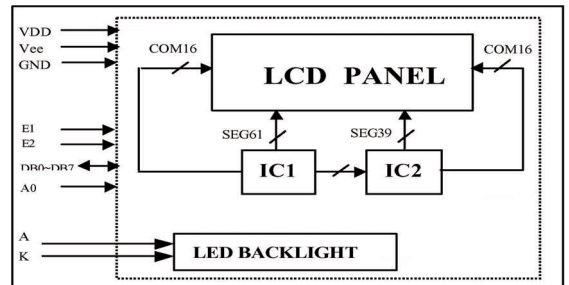 VDD
Vee
GND
COM16
COM16
LCD PANEL
E1
E2
DB0~DB7
A0
SEG61
SEG39
IC1
IC2
A
K
LED BACKLIGHT